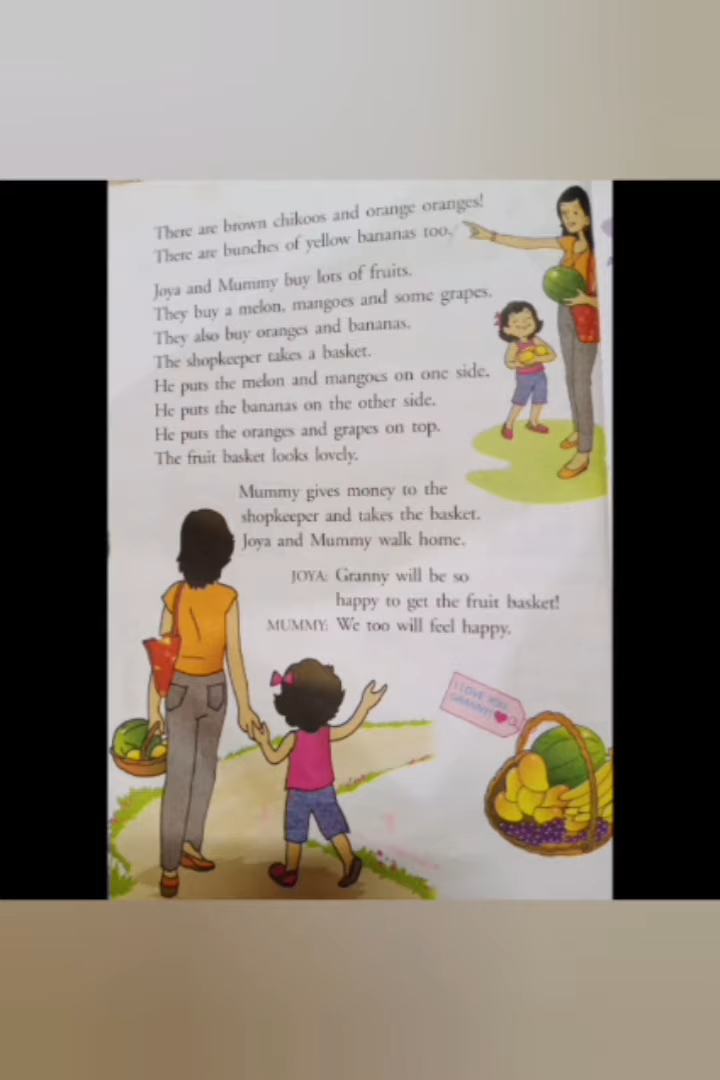 There are brown chikoos and orange oranges!
There are bunches of yellow bananas too.
Joya and Mummy buy lots of fruits.
They buy a melon, mangoes and some grapes.
They also buy oranges and bananas.
The shopkeeper takes a basket.
He puts the melon and mangoes on one side.
He puts the bananas on the other side.
He puts the oranges and grapes on top.
The fruit basket looks lovely.
Mummy gives money to the
shopkeeper and takes the basket.
Joya and Mummy walk home.
JOYA: Granny will be so
happy to get the fruit basket!
MUMMY: We too will feel happy.
I LOVE YOU
GRANNY!